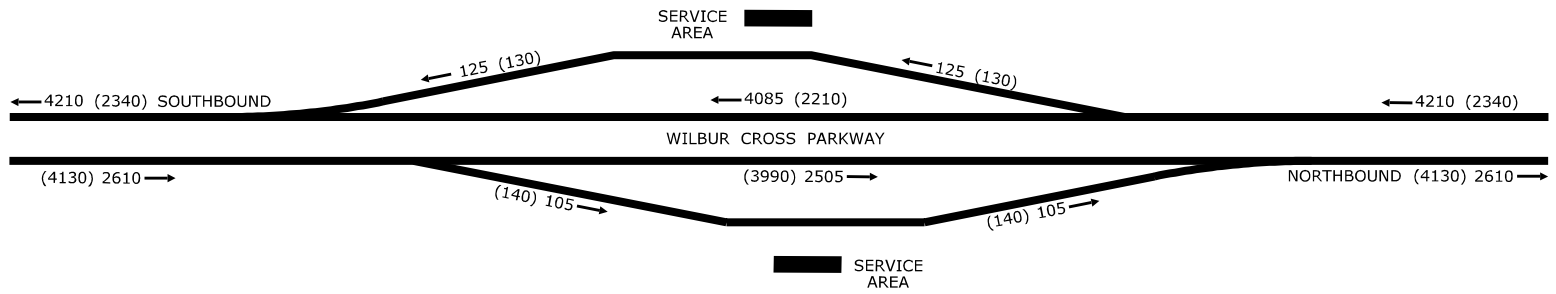 SERVICE
AREA
125 (130)
125 (130)
4210 (2340) SOUTHBOUND
4085 (2210)
4210 (2340)
WILBUR CROSS PARKWAY
(4130) 2610
(3990) 2505
NORTHBOUND (4130) 2610
(140) 105
(140) 105
SERVICE
AREA